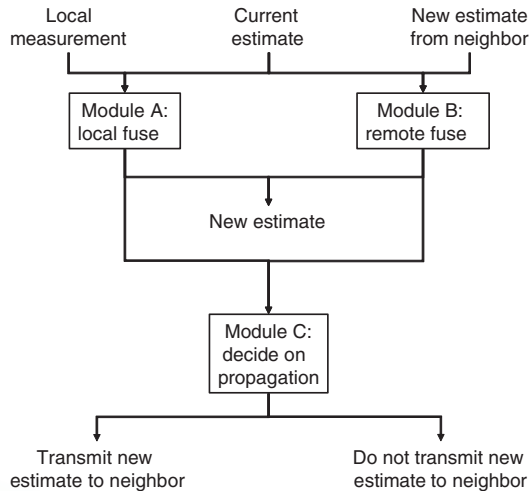 Local
measurement
Current
estimate
New estimate
from neighbor
Module A:
local fuse
Module B:
remote fuse
New estimate
Module C:
decide on
propagation
Transmit new
estimate to neighbor
Do not transmit new
estimate to neighbor